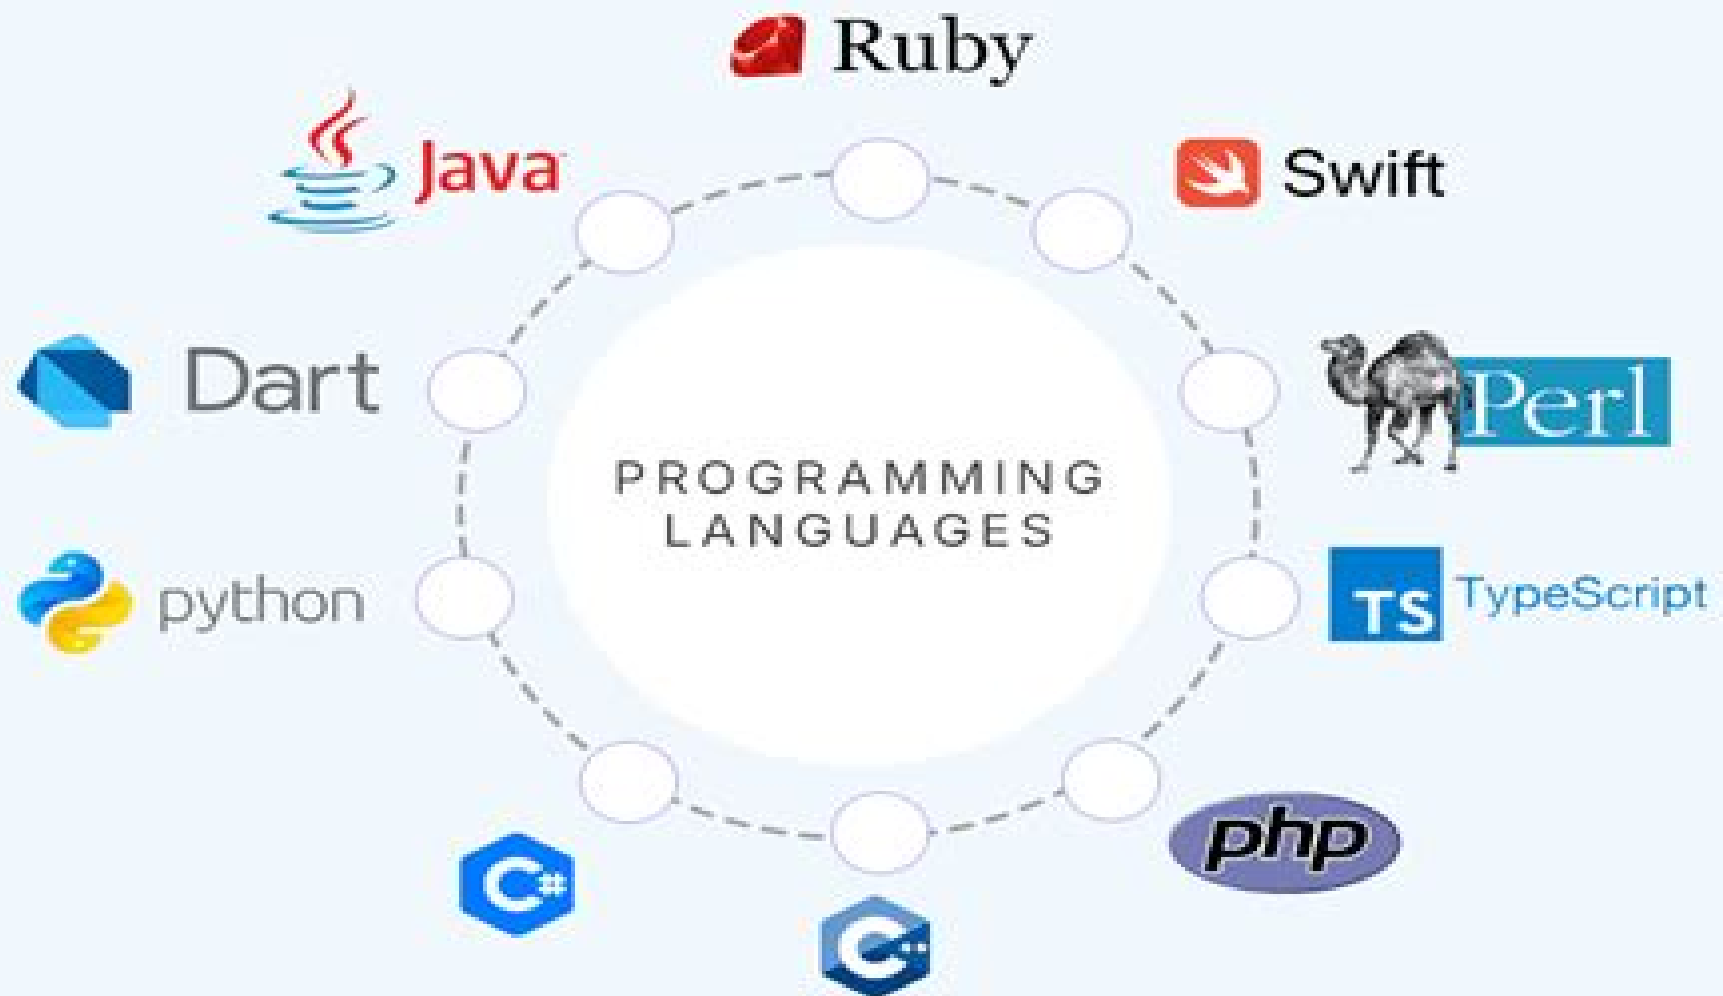 Ruby
Java
Swift
Dart
Perl
PROGRAMMING
LANGUAGES
python
TS TypeScript
php
C#
C++